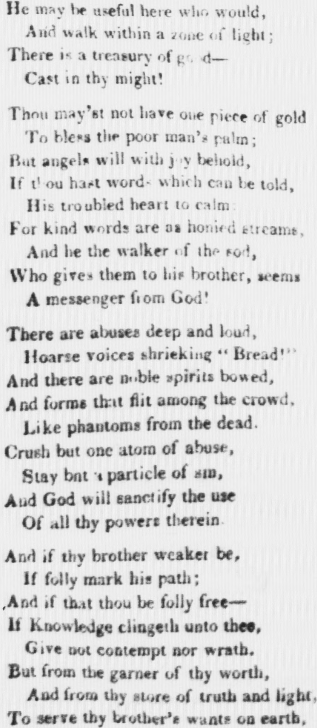 He may be useful here who would,
And walk within a zone of light;
There is a treasury of good—
Cast in thy might!
Thou may'st not have one piece of gold
To bless the poor man's palm;
But angels will with joy behold,
If thou hast words which can be told,
His troubled heart to calm.
For kind words are as honied streams,
And he the walker of the sod,
Who gives them to his brother, seems
A messenger from God!
There are abuses deep and loud,
Hoarse voices shrieking "Bread!"
And there are noble spirits bowed,
And forms that flit among the crowd,
Like phantoms from the dead.
Crush but one atom of abuse,
Stay bnt a particle of sin,
And God will sanctify the use
Of all thy powers therein.
And if thy brother weaker be,
If folly mark his path;
And if that thou be folly free—
If Knowledge clingeth unto thee,
Give not contempt nor wrath.
But from the garner of thy worth,
And from thy store of truth and light,
To serve thy brother's wants on earth,